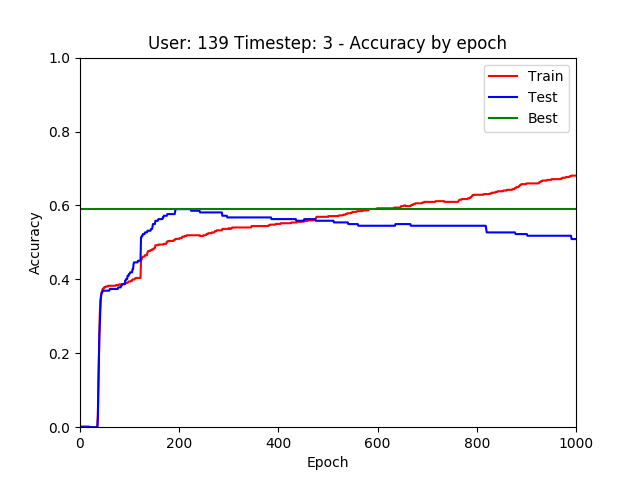 User: 139 Timestep: 3 - Accuracy by epoch
1.0
0.8
0.6
0.4
0.2
0.0
Accuracy
Train
Test
Best
0 200 400 600 800 1000
Epoch